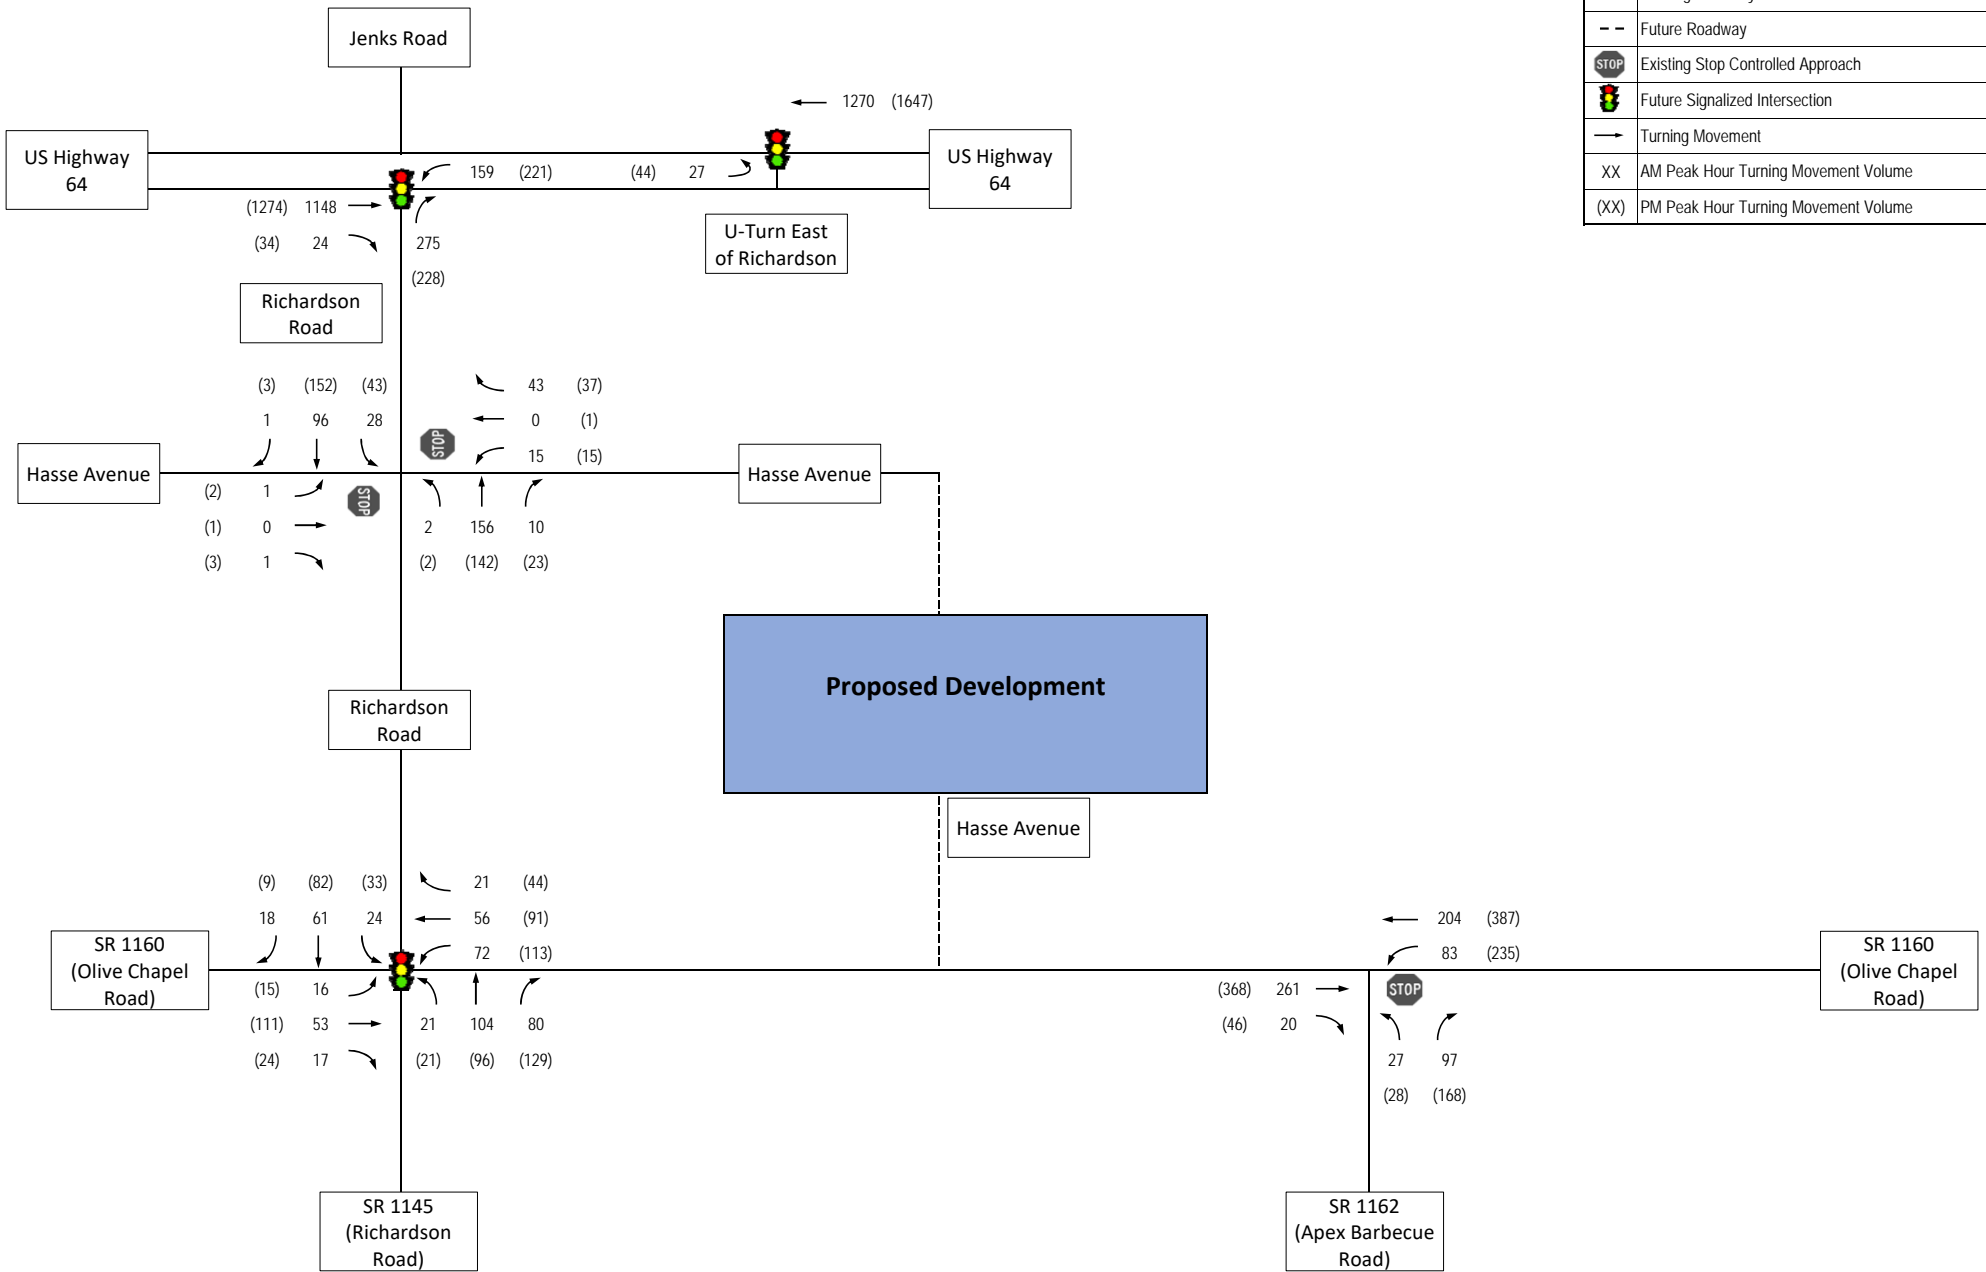 Future Roadway
STOP Existing Stop Controlled Approach
Future Signalized Intersection
Turning Movement
XX AM Peak Hour Turning Movement Volume
(XX) PM Peak Hour Turning Movement Volume
Jenks Road
1270 (1647)
US Highway
64
159 (221) (44) 27
US Highway
64
(1274) 1148
(34) 24 275
(228)
U-Turn East
of Richardson
Richardson
Road
(3) (152) (43) 43 (37)
1 96 28 0 (1)
STOP
15 (15)
Hasse Avenue
Hasse Avenue
(2) 1
STOP
(1) 0 2 156 10
(3) 1 (2) (142) (23)
Proposed Development
Richardson
Road
Hasse Avenue
(9) (82) (33) 21 (44)
18 61 24 56 (91)
72 (113)
SR 1160
(Olive Chapel
Road)
(15) 16
(111) 53 21 104 80
(24) 17 (21) (96) (129)
204 (387)
83 (235)
SR 1160
(Olive Chapel
Road)
(368) 261 STOP
(46) 20
27 97
(28) (168)
SR 1145
(Richardson
Road)
SR 1162
(Apex Barbecue
Road)